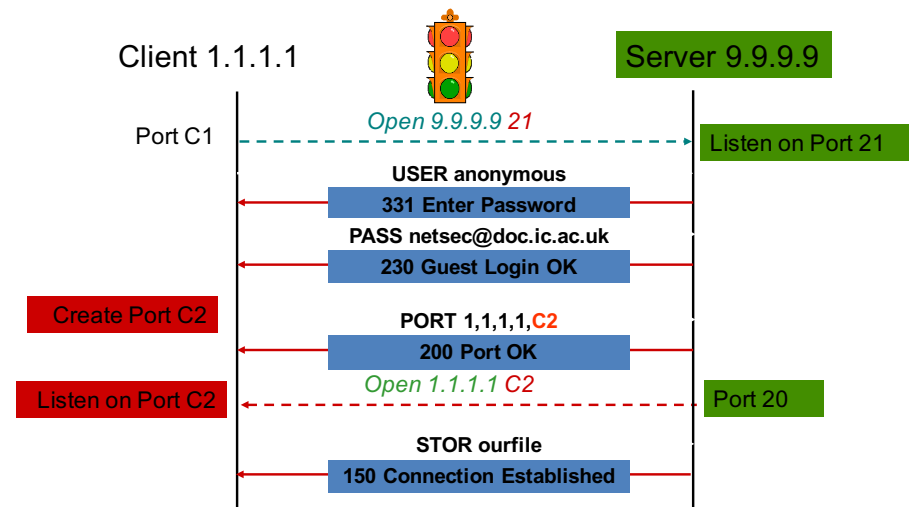 Client 1.1.1.1
Server 9.9.9.9
Open 9.9.9.9 21
Port C1
Listen on Port 21
USER anonymous
331 Enter Password
PASS netsec@doc.ic.ac.uk
230 Guest Login OK
Create Port C2
PORT 1,1,1,1,C2
200 Port OK
Open 1.1.1.1 C2
Listen on Port C2
Port 20
STOR ourfile
150 Connection Established